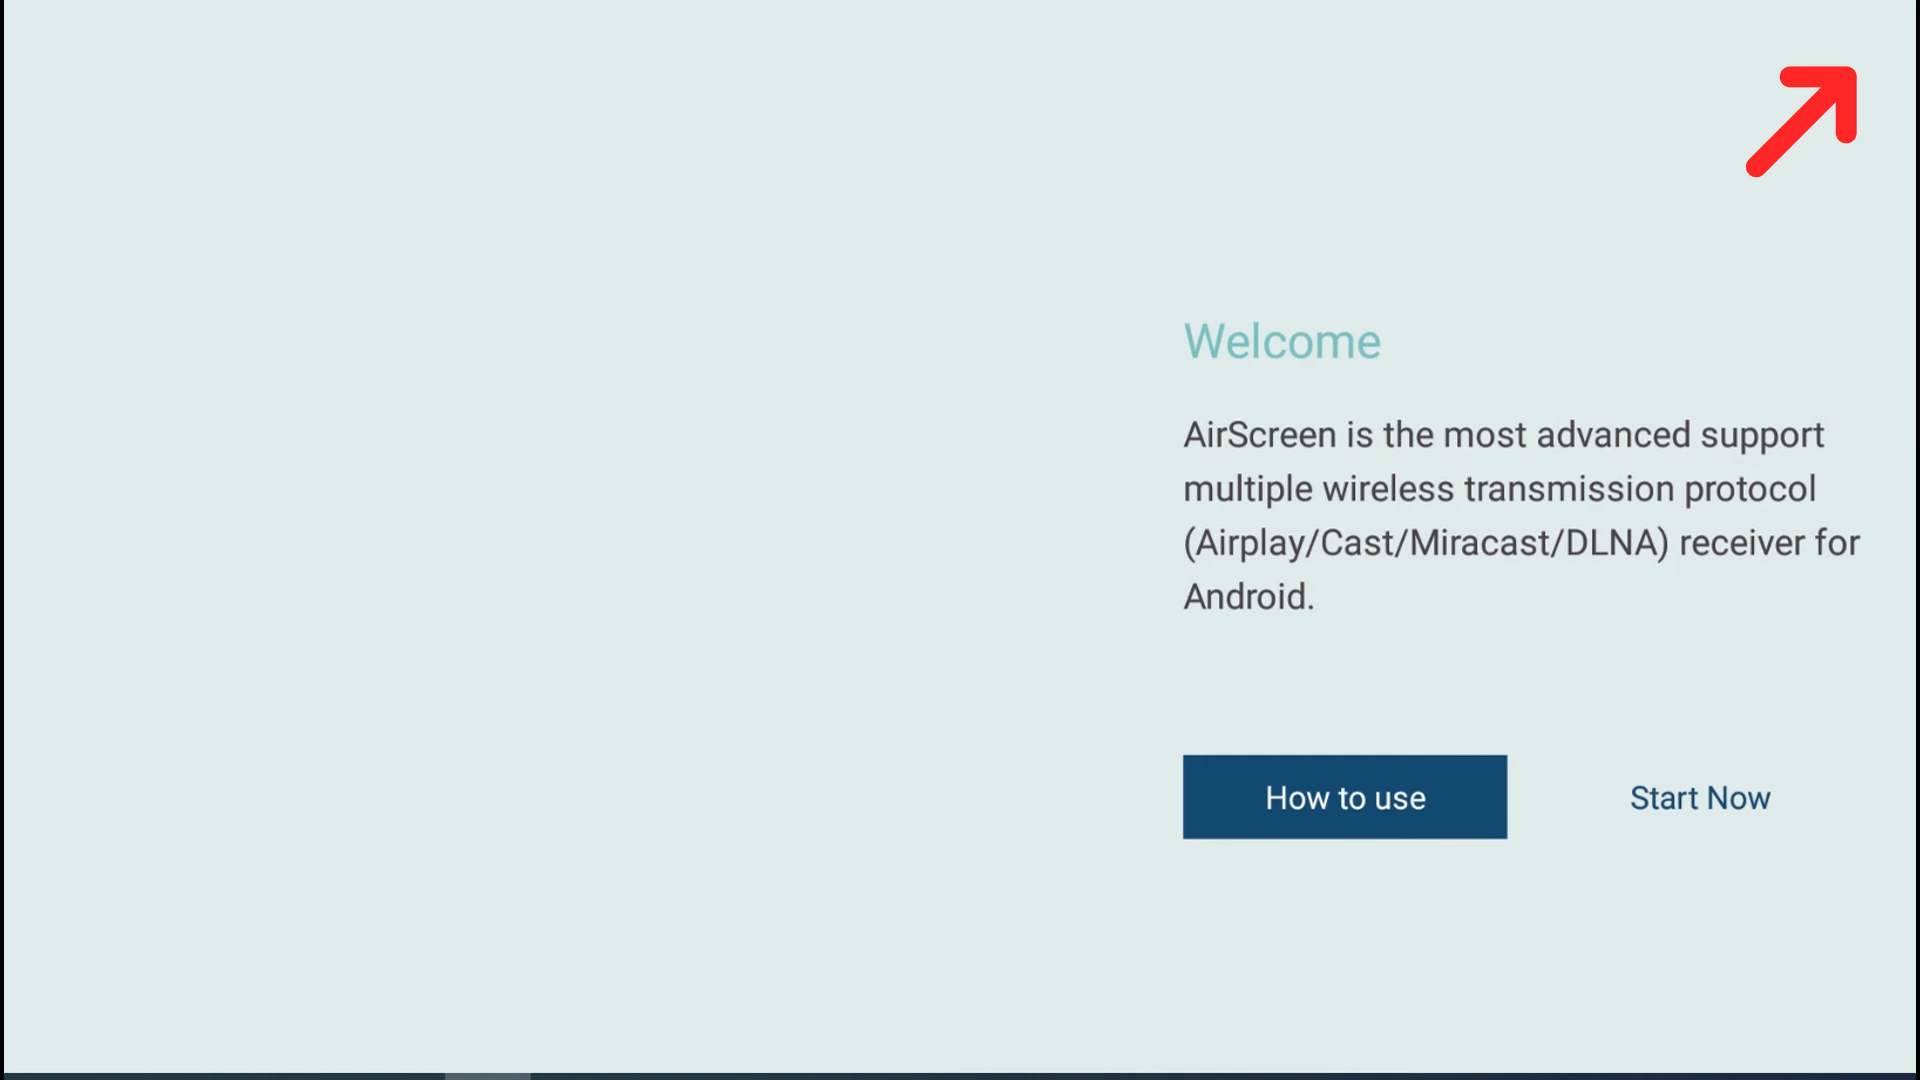 Welcome
AirScreen is the most advanced support
multiple wireless transmission protocol
(Airplay/Cast/Miracast/DLNA) receiver for
Android.
How to use
Start Now